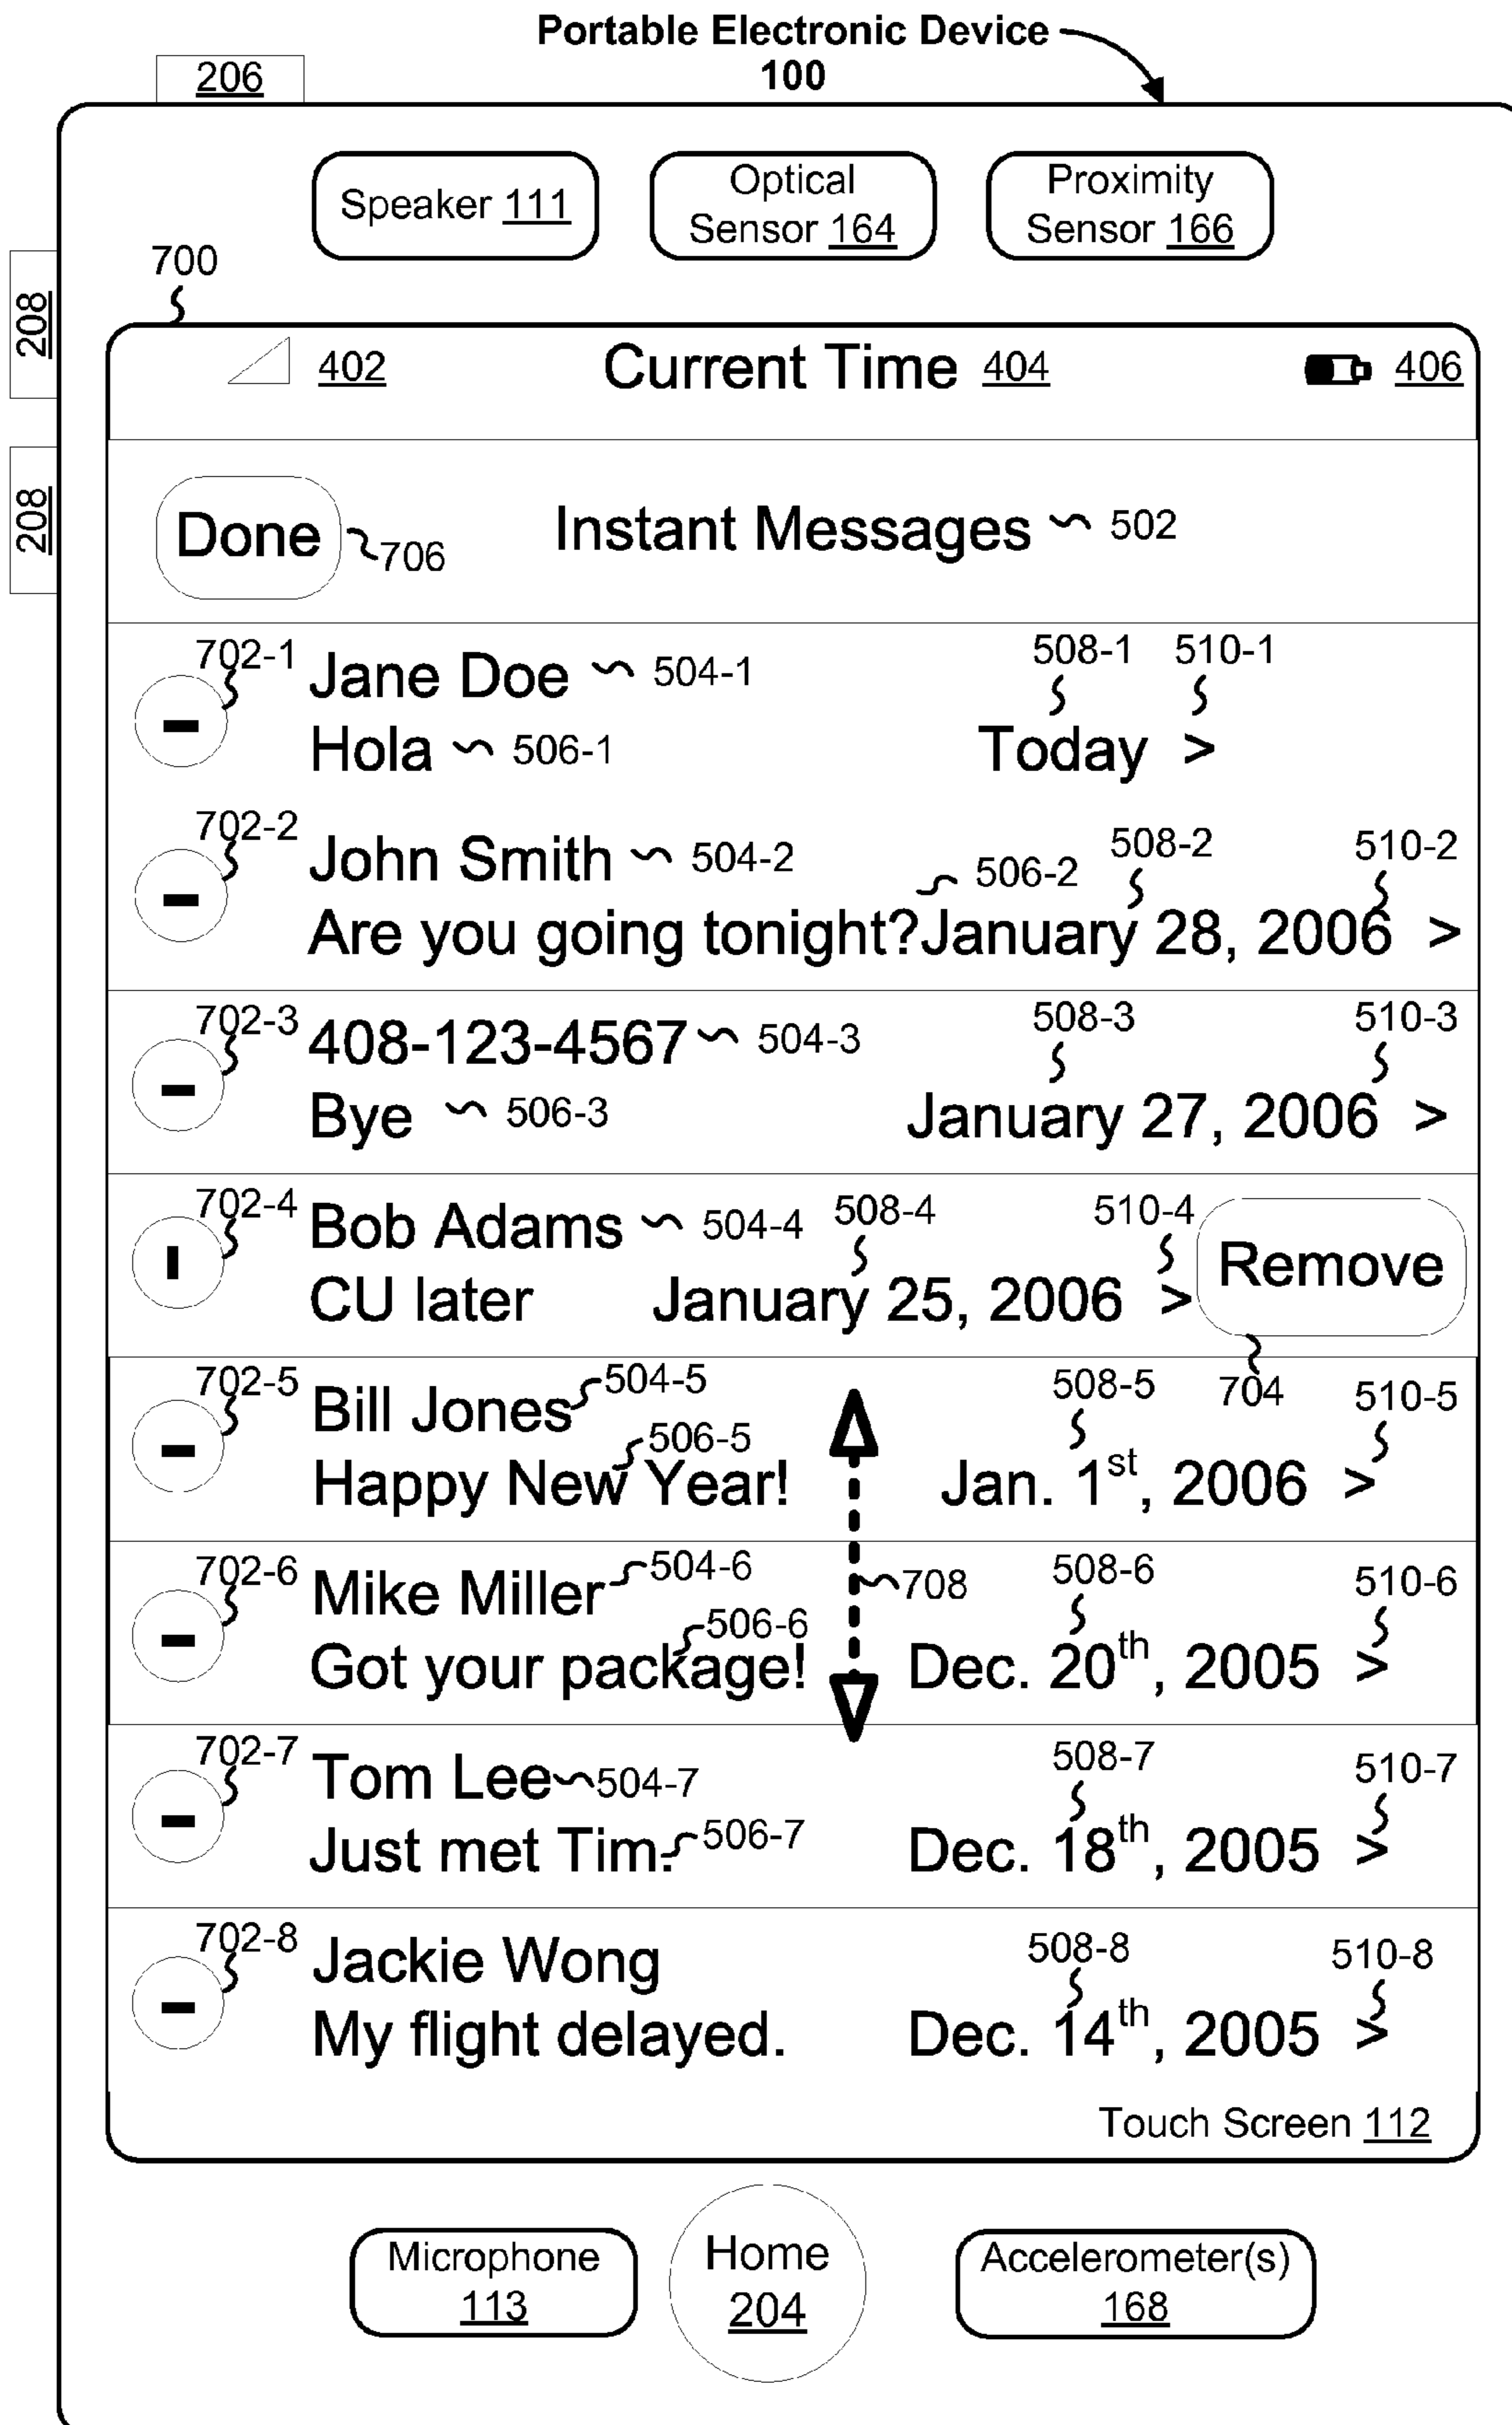 Portable Electronic Device
100
206
Speaker 111
Optical
Sensor 164
Proximity
Sensor 166
208
700
402 Current Time 404 406
208
Done 706 Instant Messages 502
702-1 Jane Doe 504-1 508-1 510-1
- Hola 506-1 Today >
702-2 John Smith 504-2 506-2 508-2 510-2
- Are you going tonight? January 28, 2006 >
702-3 408-123-4567 504-3 508-3 510-3
- Bye 506-3 January 27, 2006 >
702-4 Bob Adams 504-4 508-4 510-4 Remove
CU later January 25, 2006 >
704
702-5 Bill Jones 504-5 508-5 510-5
506-5
- Happy New Year! Jan. 1st, 2006 >
702-6 Mike Miller 504-6 708 508-6 510-6
506-6
- Got your package! Dec. 20th, 2005 >
702-7 Tom Lee 504-7 508-7 510-7
- Just met Tim. 506-7 Dec. 18th, 2005 >
702-8 Jackie Wong 508-8 510-8
- My flight delayed. Dec. 14th, 2005 >
Touch Screen 112
Microphone
113
Home
204
Accelerometer(s)
168